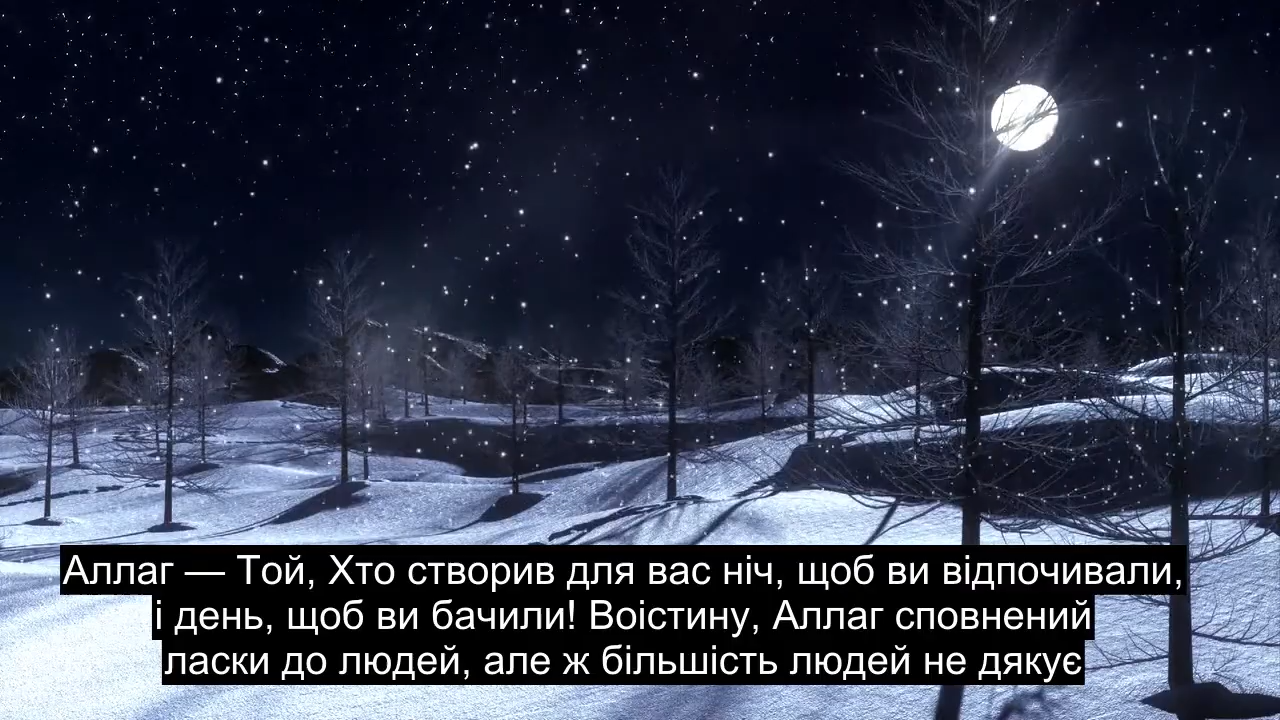 Аллаг — Той, Хто створив для вас ніч, щоб ви відпочивали,
і день, щоб ви бачили! Воістину, Аллаг сповнений
ласки до людей, але ж більшість людей не дякує